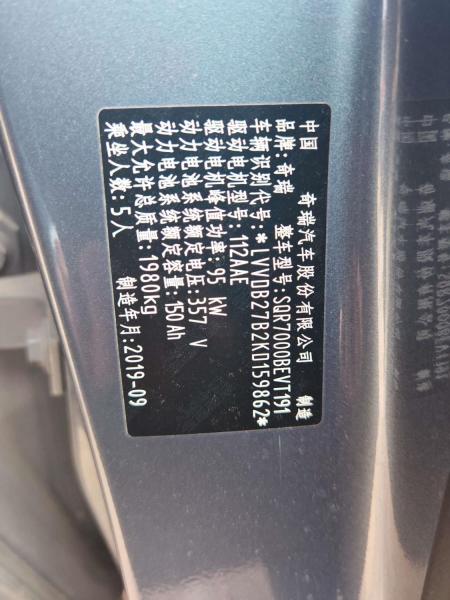 中国 奇瑞汽车股份有限公司 制造
品牌:奇瑞 整车型号:SQR7000BEVT191
车辆识别代号:*LVVDB27B2KD159862*
驱动电机型号:112AAE
驱动电机峰值功率:95 kW
动力电池系统额定电压:357 V
动力电池系统额定容量:150Ah
最大允许总质量:1980kg
乘坐人数:5人 制造年月:2019-09